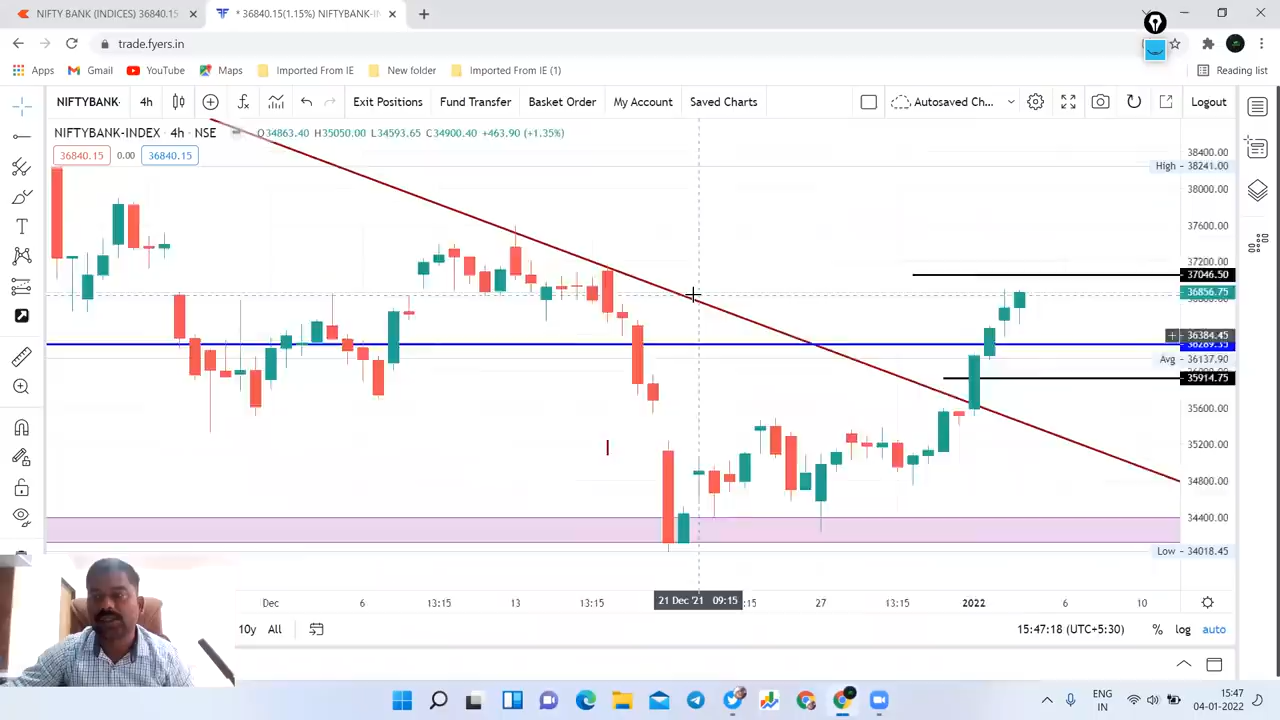 NIFTY BANK (INDICES) 36840.15
* 36840.15(1.15%) NIFTYBANK-IN
trade.fyers.in
Apps Gmail YouTube Maps Imported From IE New folder Imported From IE (1) Reading list
NIFTYBANK- 4h Exit Positions Fund Transfer Basket Order My Account Saved Charts Autosaved Ch... Logout
NIFTYBANK-INDEX · 4h · NSE O34863.40 H35050.00 L34593.65 C34900.40 +463.90 (+1.35%)
36840.15 0.00 36840.15
38400.00
High - 38241.00
38000.00
37600.00
37200.00
37046.50
36856.75
36384.45
Avg - 36137.90
35914.75
35600.00
35200.00
34800.00
34400.00
Low - 34018.45
Dec 6 13:15 13 13:15 21 Dec '21 09:15 :15 27 13:15 2022 6 10
10y All 15:47:18 (UTC+5:30) % log auto
ENG
IN
15:47
04-01-2022